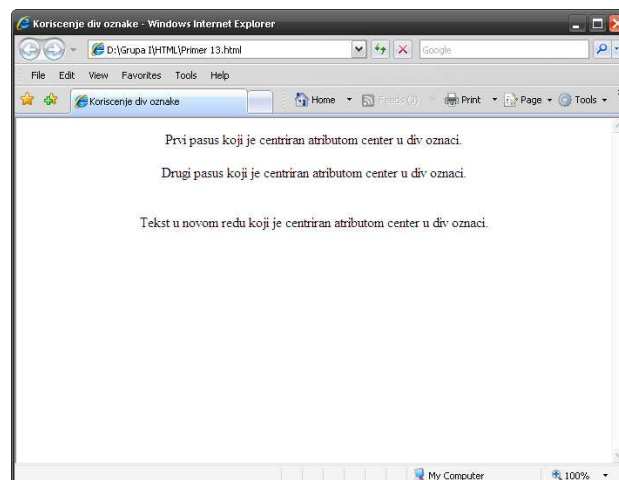 Koriscenje div oznake - Windows Internet Explorer
D:\Grupa I\HTML\Primer 13.html
Google
File Edit View Favorites Tools Help
Koriscenje div oznake
Home Feeds (J) Print Page Tools
Prvi pasus koji je centriran atributom center u div oznaci.
Drugi pasus koji je centriran atributom center u div oznaci.
Tekst u novom redu koji je centriran atributom center u div oznaci.
My Computer 100%